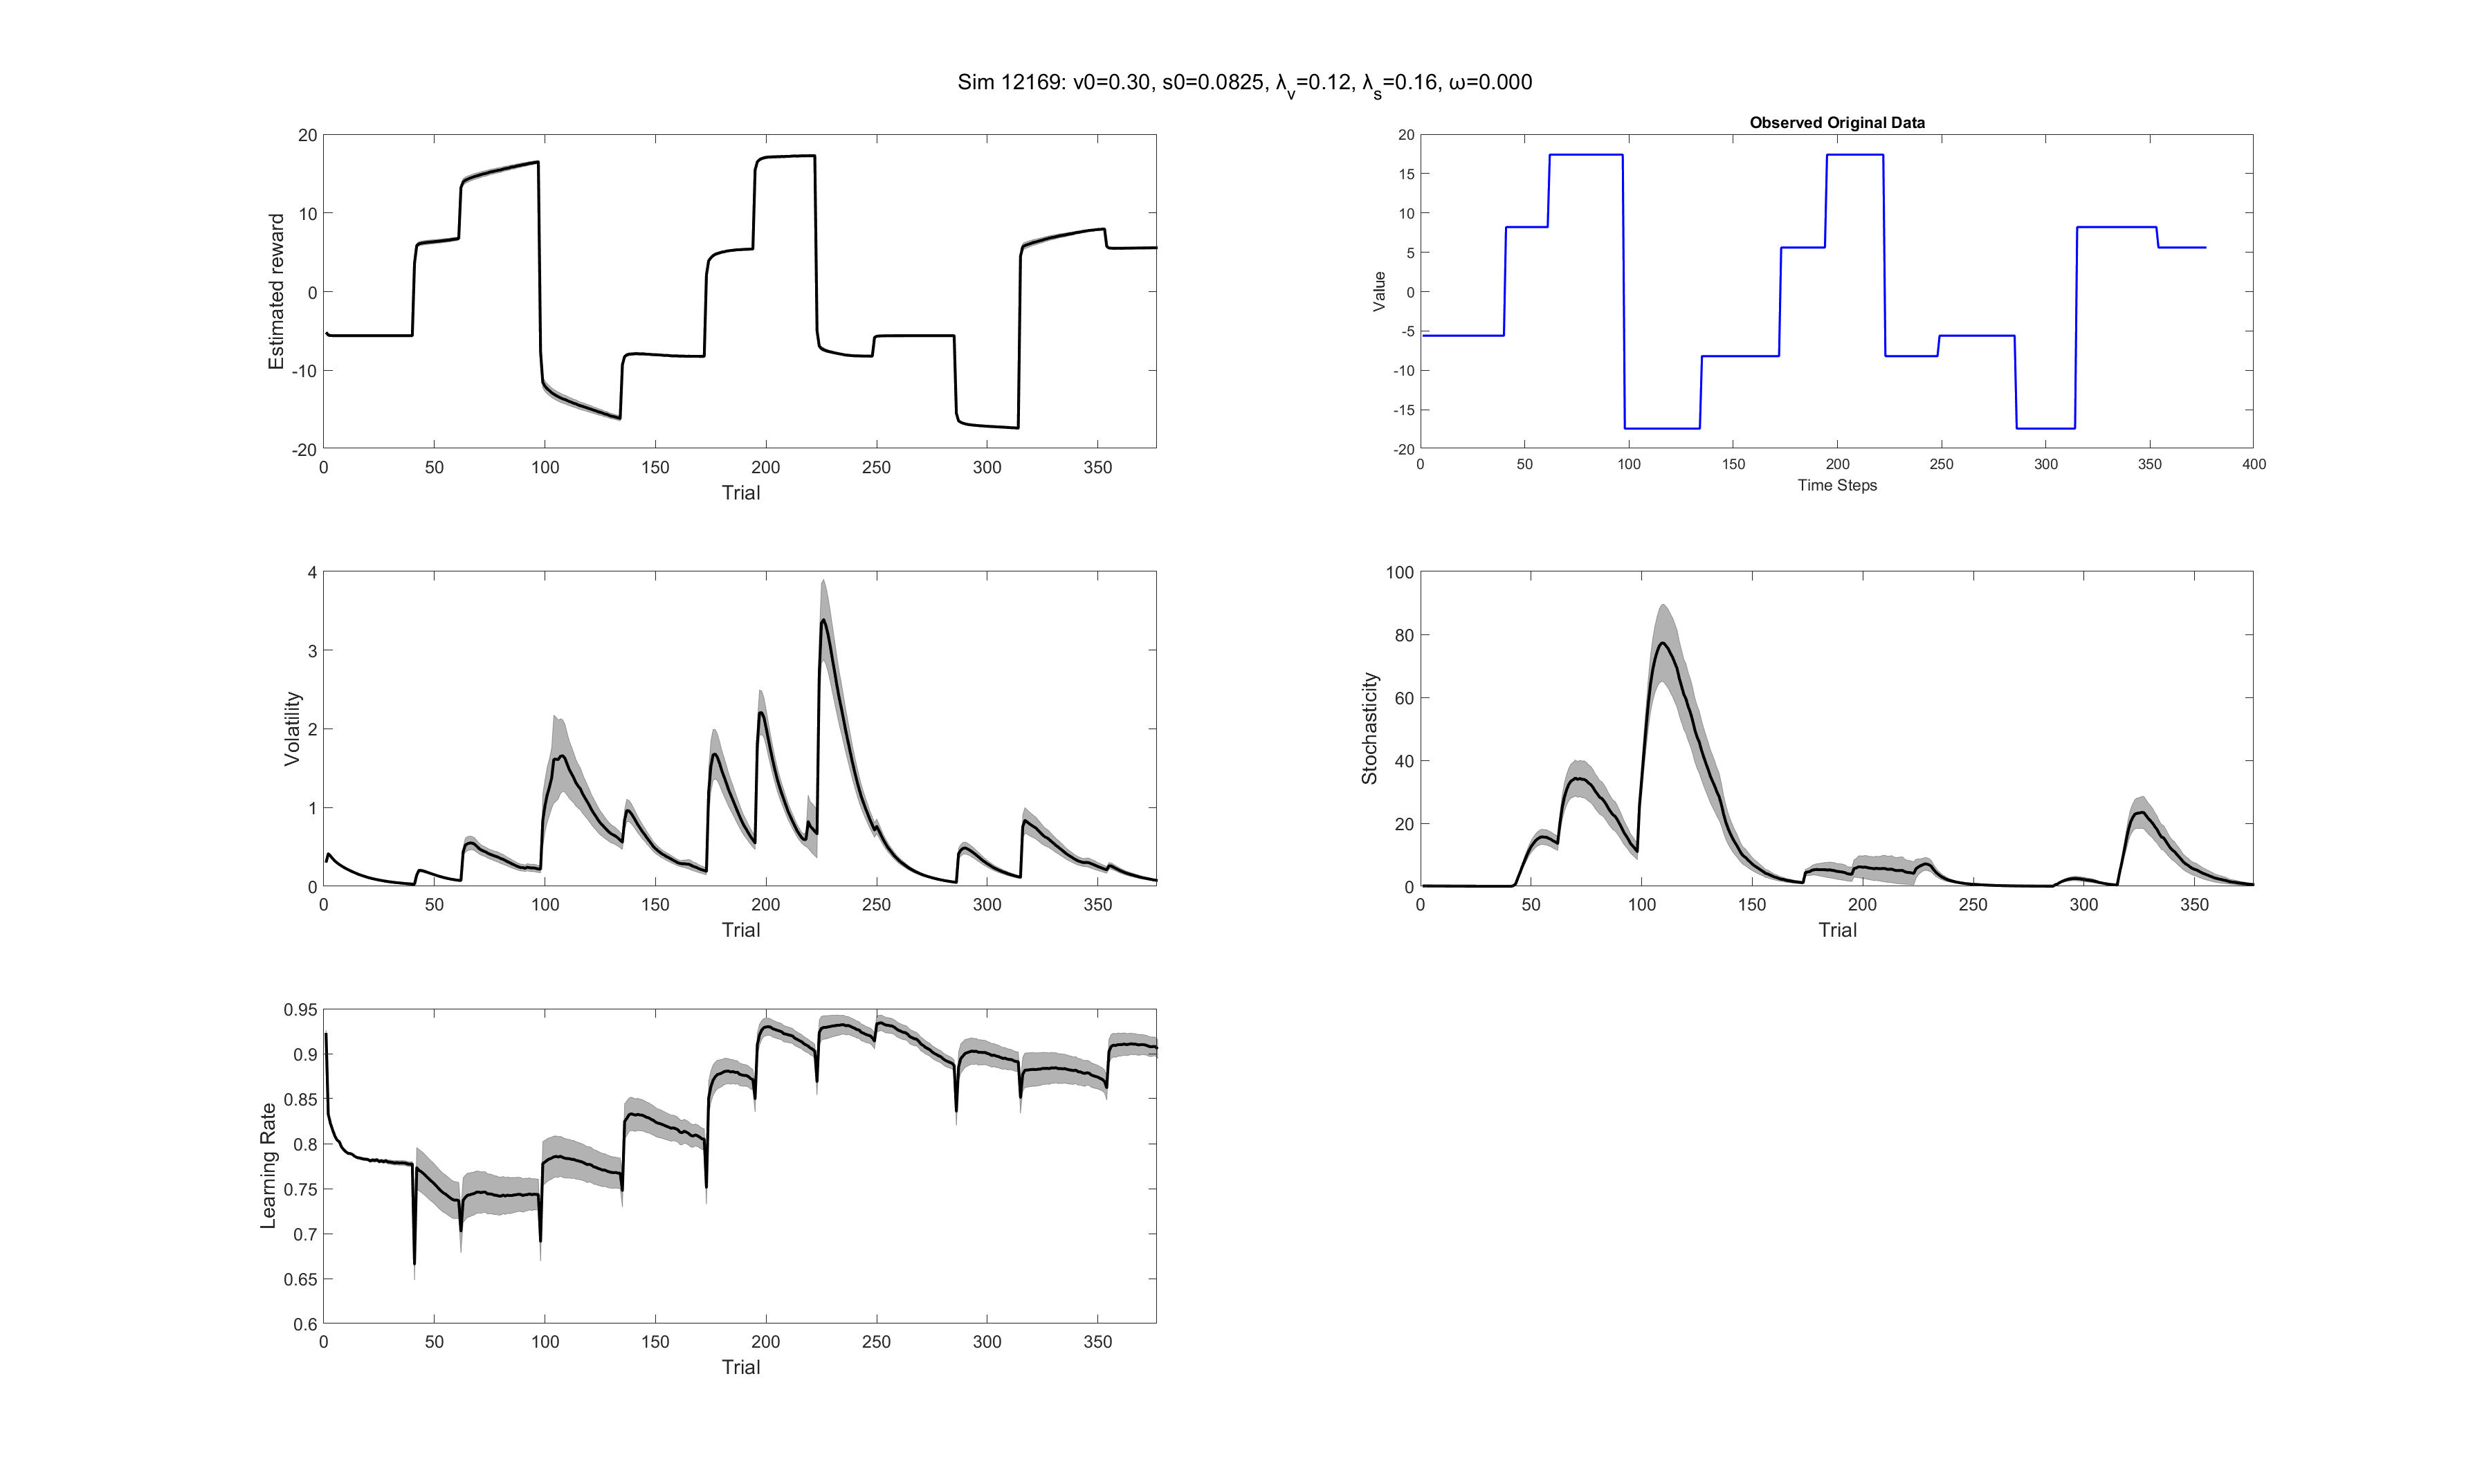 Sim 12169: v0=0.30, s0=0.0825, λv=0.12, λs=0.16, ω=0.000
20
10
0
-10
-20
Estimated reward
0 50 100 150 200 250 300 350
Trial
Observed Original Data
20
15
10
5
0
-5
-10
-15
-20
Value
0 50 100 150 200 250 300 350 400
Time Steps
4
3
2
1
0
Volatility
0 50 100 150 200 250 300 350
Trial
100
80
60
40
20
0
Stochasticity
0 50 100 150 200 250 300 350
Trial
0.95
0.9
0.85
0.8
0.75
0.7
0.65
0.6
Learning Rate
0 50 100 150 200 250 300 350
Trial